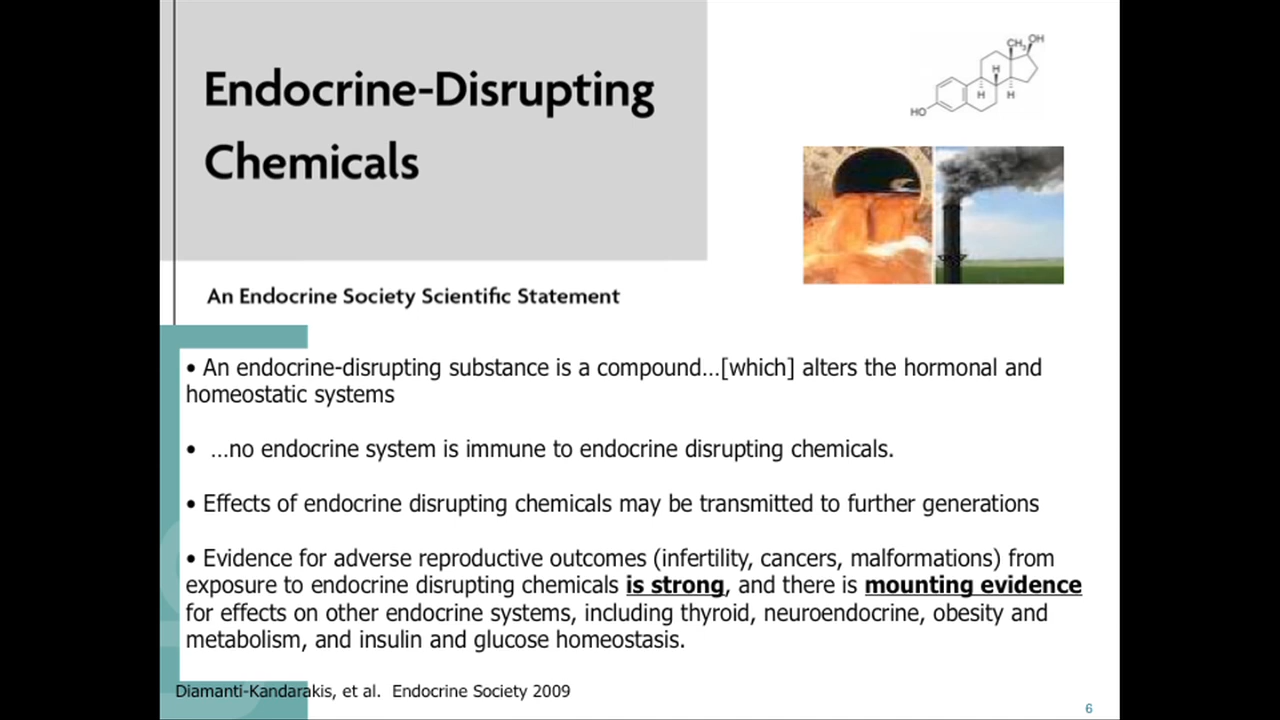 Endocrine-Disrupting
Chemicals
CH3
OH
H
H
H
HO
An Endocrine Society Scientific Statement
• An endocrine-disrupting substance is a compound…[which] alters the hormonal and
homeostatic systems
• …no endocrine system is immune to endocrine disrupting chemicals.
• Effects of endocrine disrupting chemicals may be transmitted to further generations
• Evidence for adverse reproductive outcomes (infertility, cancers, malformations) from
exposure to endocrine disrupting chemicals is strong, and there is mounting evidence
for effects on other endocrine systems, including thyroid, neuroendocrine, obesity and
metabolism, and insulin and glucose homeostasis.
Diamanti-Kandarakis, et al. Endocrine Society 2009
6